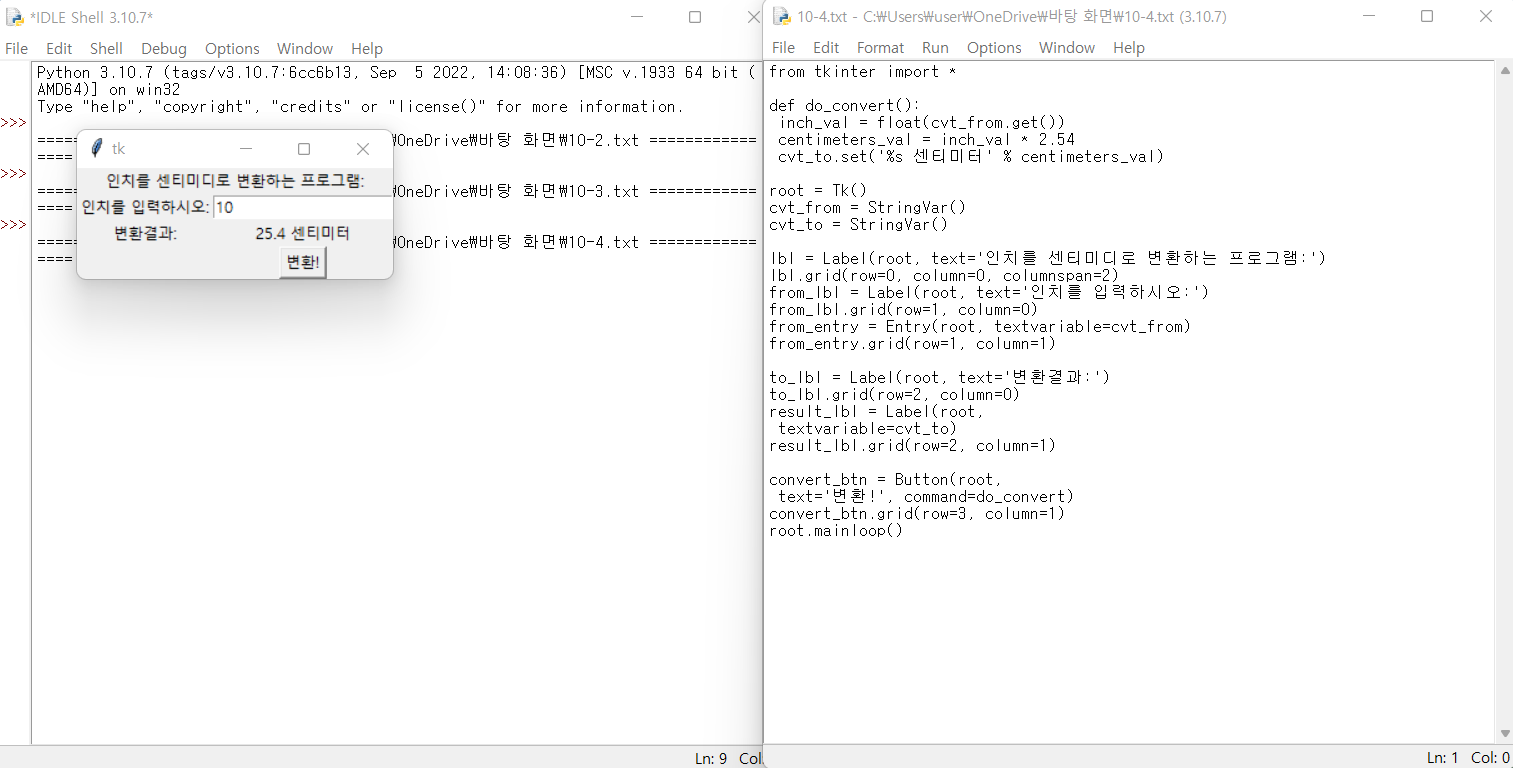 *IDLE Shell 3.10.7*
File Edit Shell Debug Options Window Help
Python 3.10.7 (tags/v3.10.7:6cc6b13, Sep  5 2022, 14:08:36) [MSC v.1933 64 bit (
AMD64)] on win32
Type "help", "copyright", "credits" or "license()" for more information.
>>>
===== ₩OneDrive₩바탕 화면₩10-2.txt ============
====
>>>
===== ₩OneDrive₩바탕 화면₩10-3.txt ============
====
>>>
===== ₩OneDrive₩바탕 화면₩10-4.txt ============
====
tk
인치를 센티미디로 변환하는 프로그램:
인치를 입력하시오: 10
변환결과: 25.4 센티미터
변환!
Ln: 9 Col:
10-4.txt - C:₩Users₩user₩OneDrive₩바탕 화면₩10-4.txt (3.10.7)
File Edit Format Run Options Window Help
from tkinter import *
def do_convert():
 inch_val = float(cvt_from.get())
 centimeters_val = inch_val * 2.54
 cvt_to.set('%s 센티미터' % centimeters_val)
root = Tk()
cvt_from = StringVar()
cvt_to = StringVar()
lbl = Label(root, text='인치를 센티미디로 변환하는 프로그램:')
lbl.grid(row=0, column=0, columnspan=2)
from_lbl = Label(root, text='인치를 입력하시오:')
from_lbl.grid(row=1, column=0)
from_entry = Entry(root, textvariable=cvt_from)
from_entry.grid(row=1, column=1)
to_lbl = Label(root, text='변환결과:')
to_lbl.grid(row=2, column=0)
result_lbl = Label(root,
 textvariable=cvt_to)
result_lbl.grid(row=2, column=1)
convert_btn = Button(root,
 text='변환!', command=do_convert)
convert_btn.grid(row=3, column=1)
root.mainloop()
Ln: 1 Col: 0